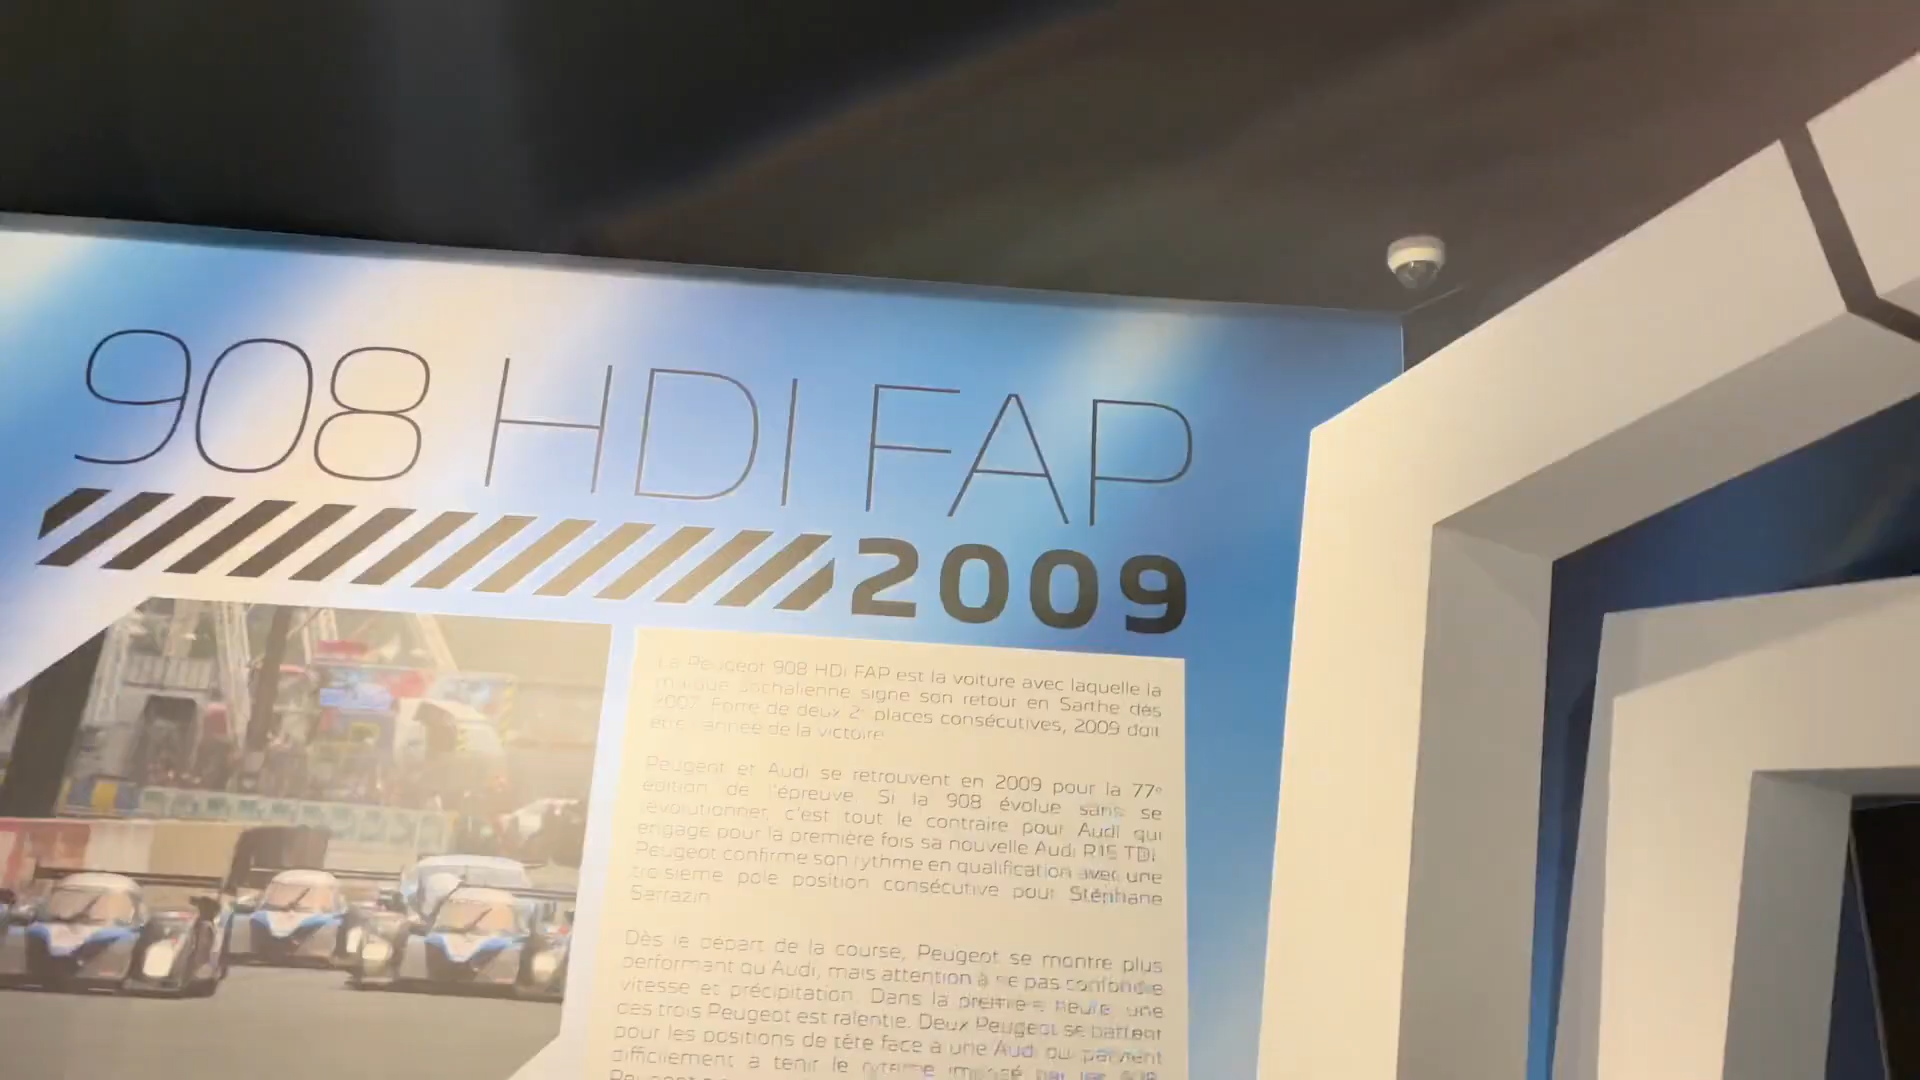 908 HDI FAP
2009
La Peugeot 908 HDi FAP est la voiture avec laquelle la
marque sochalienne signe son retour en Sarthe dès
2007. Forte de deux 2e places consécutives, 2009 doit
être l'année de la victoire.
Peugeot et Audi se retrouvent en 2009 pour la 77e
édition de l'épreuve. Si la 908 évolue sans se
révolutionner, c'est tout le contraire pour Audi qui
engage pour la première fois sa nouvelle Audi R15 TDI.
Peugeot confirme son rythme en qualification avec une
troisième pole position consécutive pour Stéphane
Sarrazin.
Dès le départ de la course, Peugeot se montre plus
performant qu'Audi, mais attention à ne pas confondre
vitesse et précipitation. Dans la première heure, une
des trois Peugeot est ralentie. Deux Peugeot se battent
pour les positions de tête face à une Audi qui parvient
difficilement à tenir le rythme imposé par les 908.
Peugeot